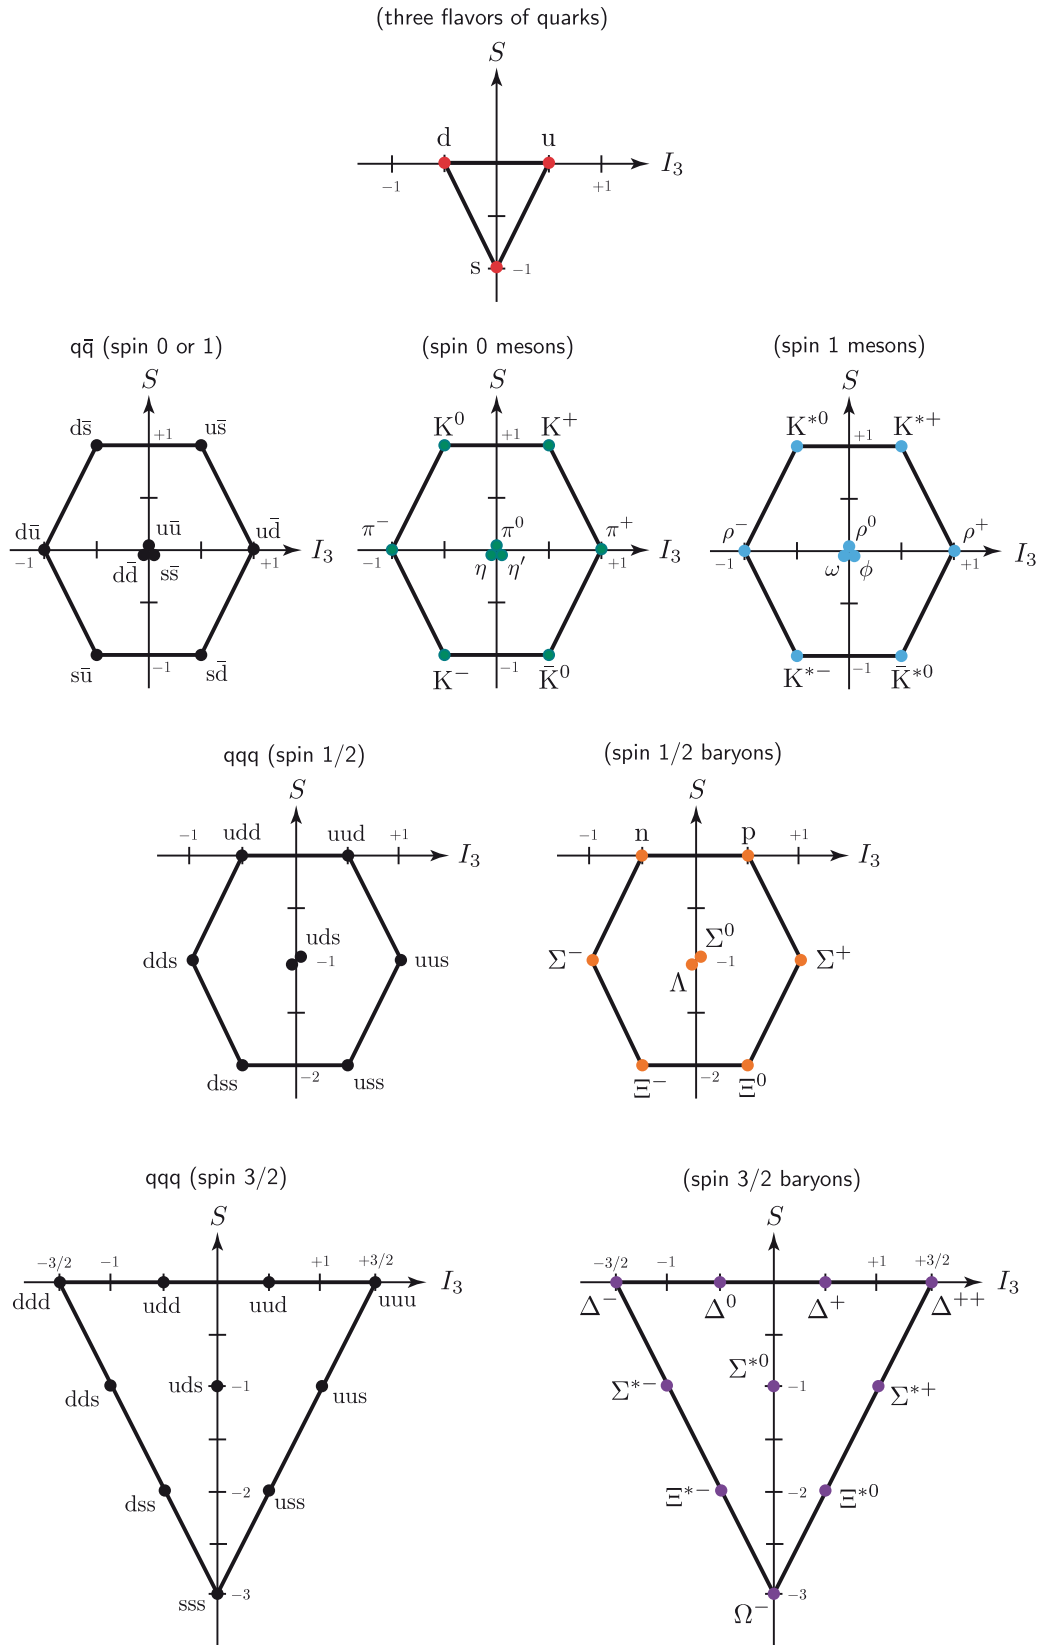 (three flavors of quarks)
S
d u
I₃
−1 +1
s −1
qq̄ (spin 0 or 1) (spin 0 mesons) (spin 1 mesons)
S S S
ds̄ +1 us̄ K⁰ +1 K⁺ K*⁰ +1 K*⁺
dū uū ud̄ I₃ π⁻ π⁰ π⁺ I₃ ρ⁻ ρ⁰ ρ⁺ I₃
−1 dd̄ ss̄ +1 −1 η η′ +1 −1 ω ϕ +1
sū −1 sd̄ K⁻ −1 K̄⁰ K*⁻ −1 K̄*⁰
qqq (spin 1/2) (spin 1/2 baryons)
S S
−1 udd uud +1 I₃ −1 n p +1 I₃
uds Σ⁰
dds −1 uus Σ⁻ Λ −1 Σ⁺
dss −2 uss Ξ⁻ −2 Ξ⁰
qqq (spin 3/2) (spin 3/2 baryons)
S S
−3/2 −1 +1 +3/2 I₃ −3/2 −1 +1 +3/2 I₃
ddd udd uud uuu Δ⁻ Δ⁰ Δ⁺ Δ⁺⁺
dds uds −1 uus Σ*⁻ Σ*⁰ −1 Σ*⁺
dss −2 uss Ξ*⁻ −2 Ξ*⁰
sss −3 Ω⁻ −3